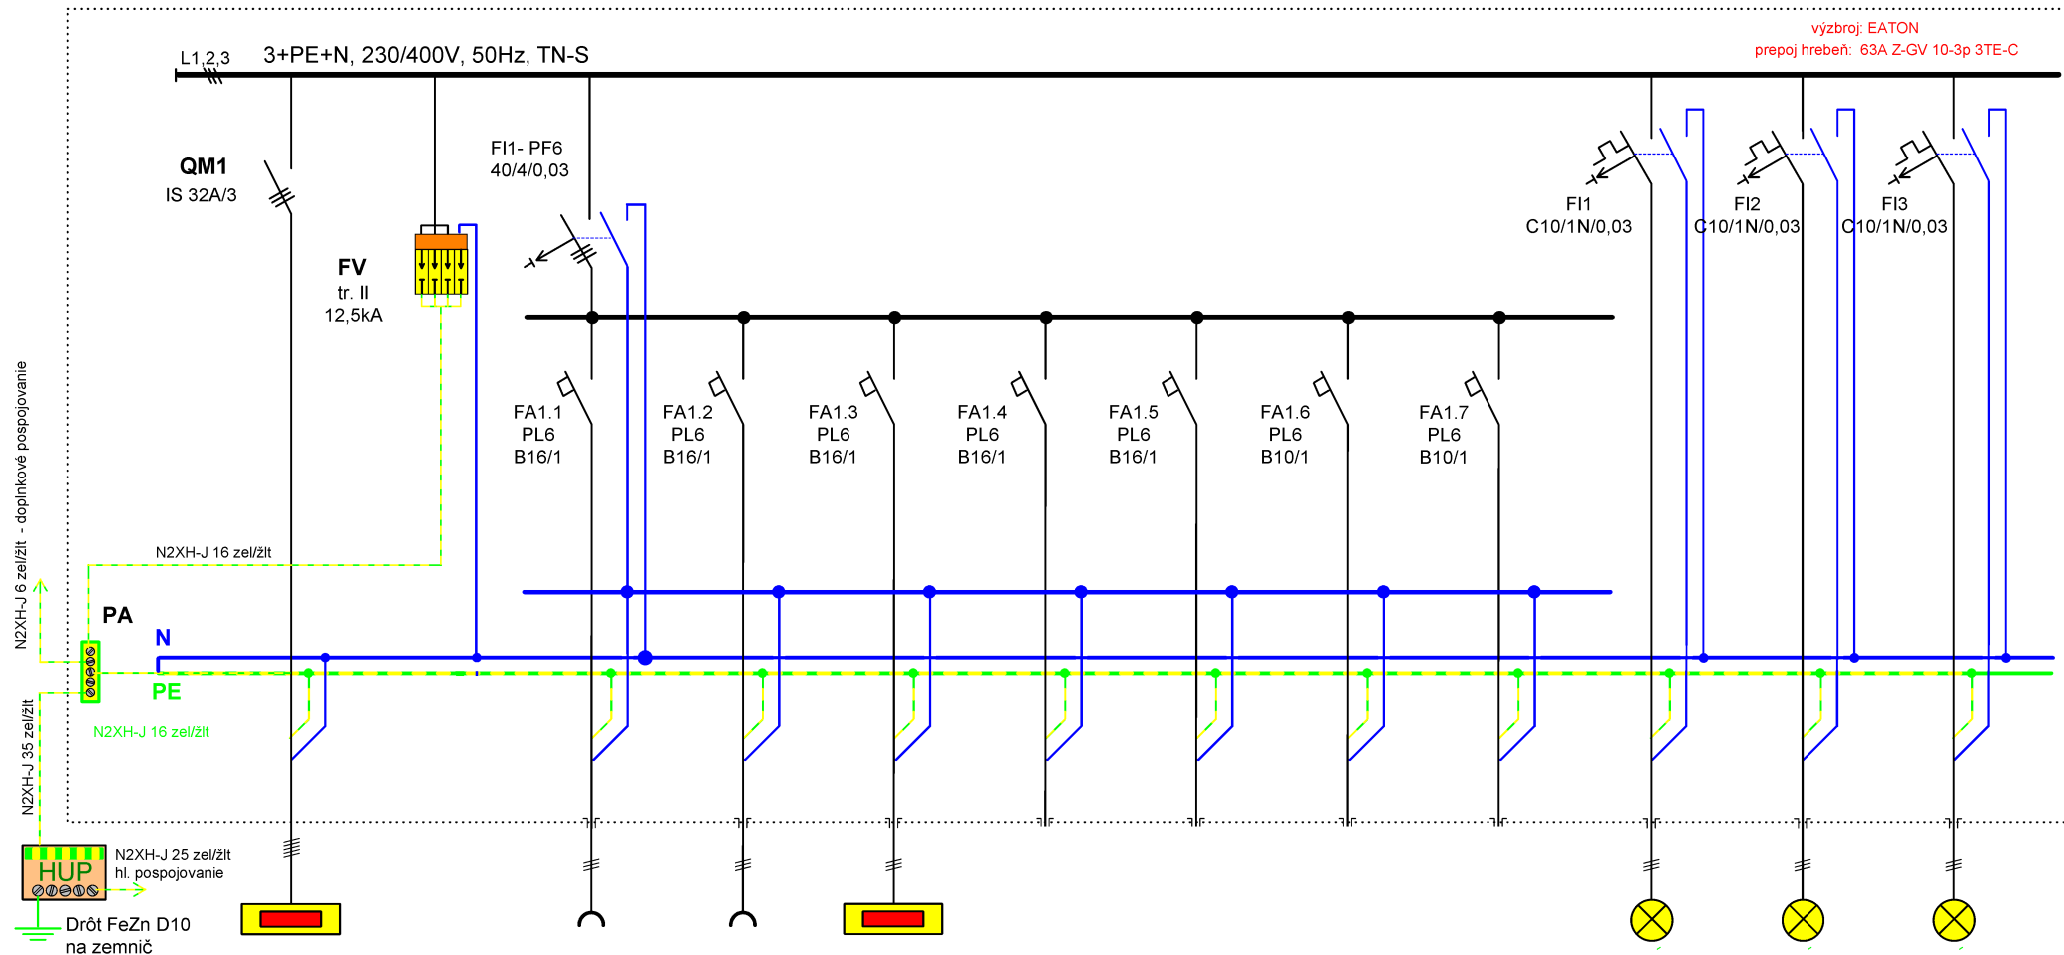 výzbroj: EATON
prepoj hrebeň: 63A Z-GV 10-3p 3TE-C
L1,2,3
3+PE+N, 230/400V, 50Hz, TN-S
QM1
IS 32A/3
FI1- PF6
40/4/0,03
FI1
C10/1N/0,03
FI2
C10/1N/0,03
FI3
C10/1N/0,03
FV
tr. II
12,5kA
FA1.1
PL6
B16/1
FA1.2
PL6
B16/1
FA1.3
PL6
B16/1
FA1.4
PL6
B16/1
FA1.5
PL6
B16/1
FA1.6
PL6
B10/1
FA1.7
PL6
B10/1
N2XH-J 6 zel/žlt - doplnkové pospojovanie
N2XH-J 16 zel/žlt
PA
N
PE
N2XH-J 16 zel/žlt
N2XH-J 35 zel/žlt
HUP
N2XH-J 25 zel/žlt
hl. pospojovanie
Drôt FeZn D10
na zemnič